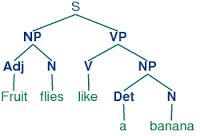 S
NP VP
Adj N V NP
Fruit flies like Det N
a banana